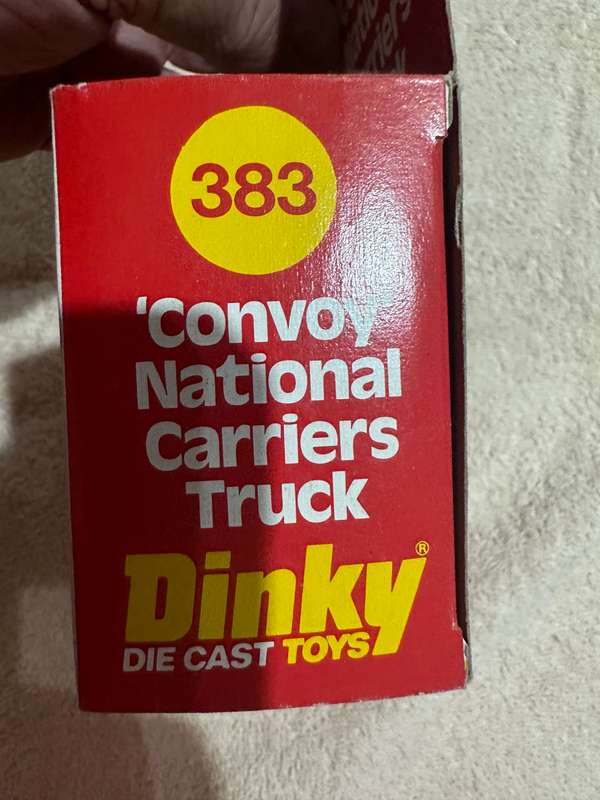 383
‘Convoy’
National
Carriers
Truck
Dinky®
DIE CAST TOYS